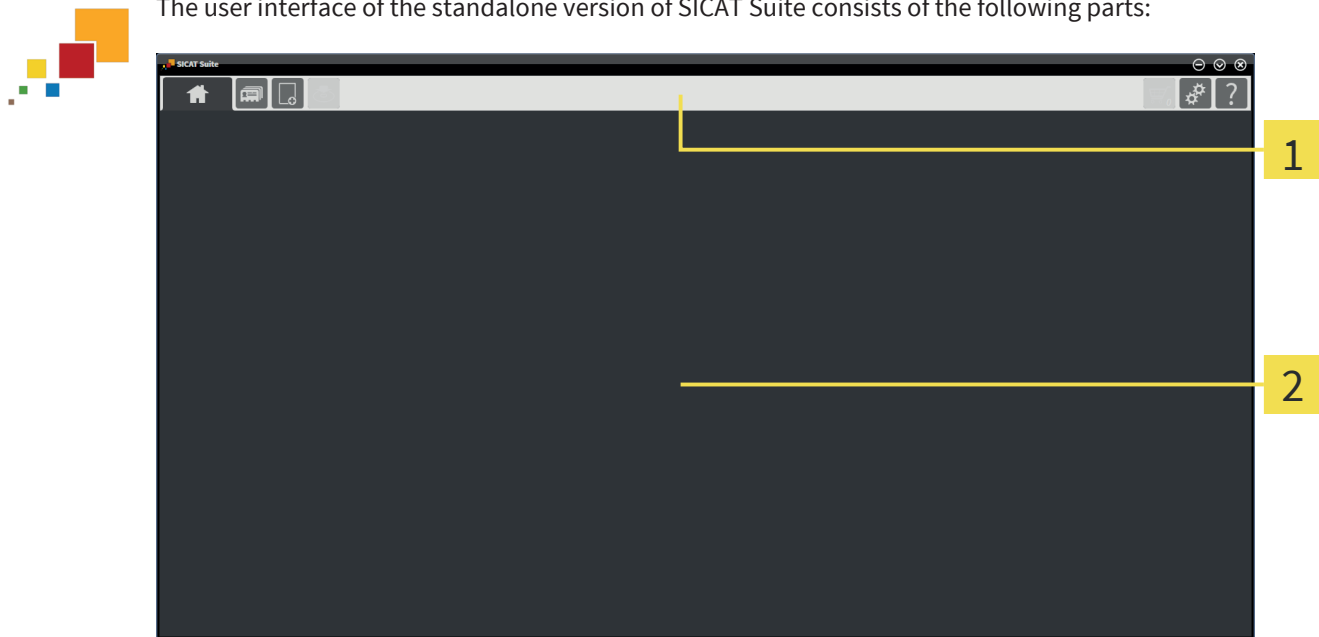 The user interface of the standalone version of SICAT Suite consists of the following parts:
SICAT Suite
?
1
2